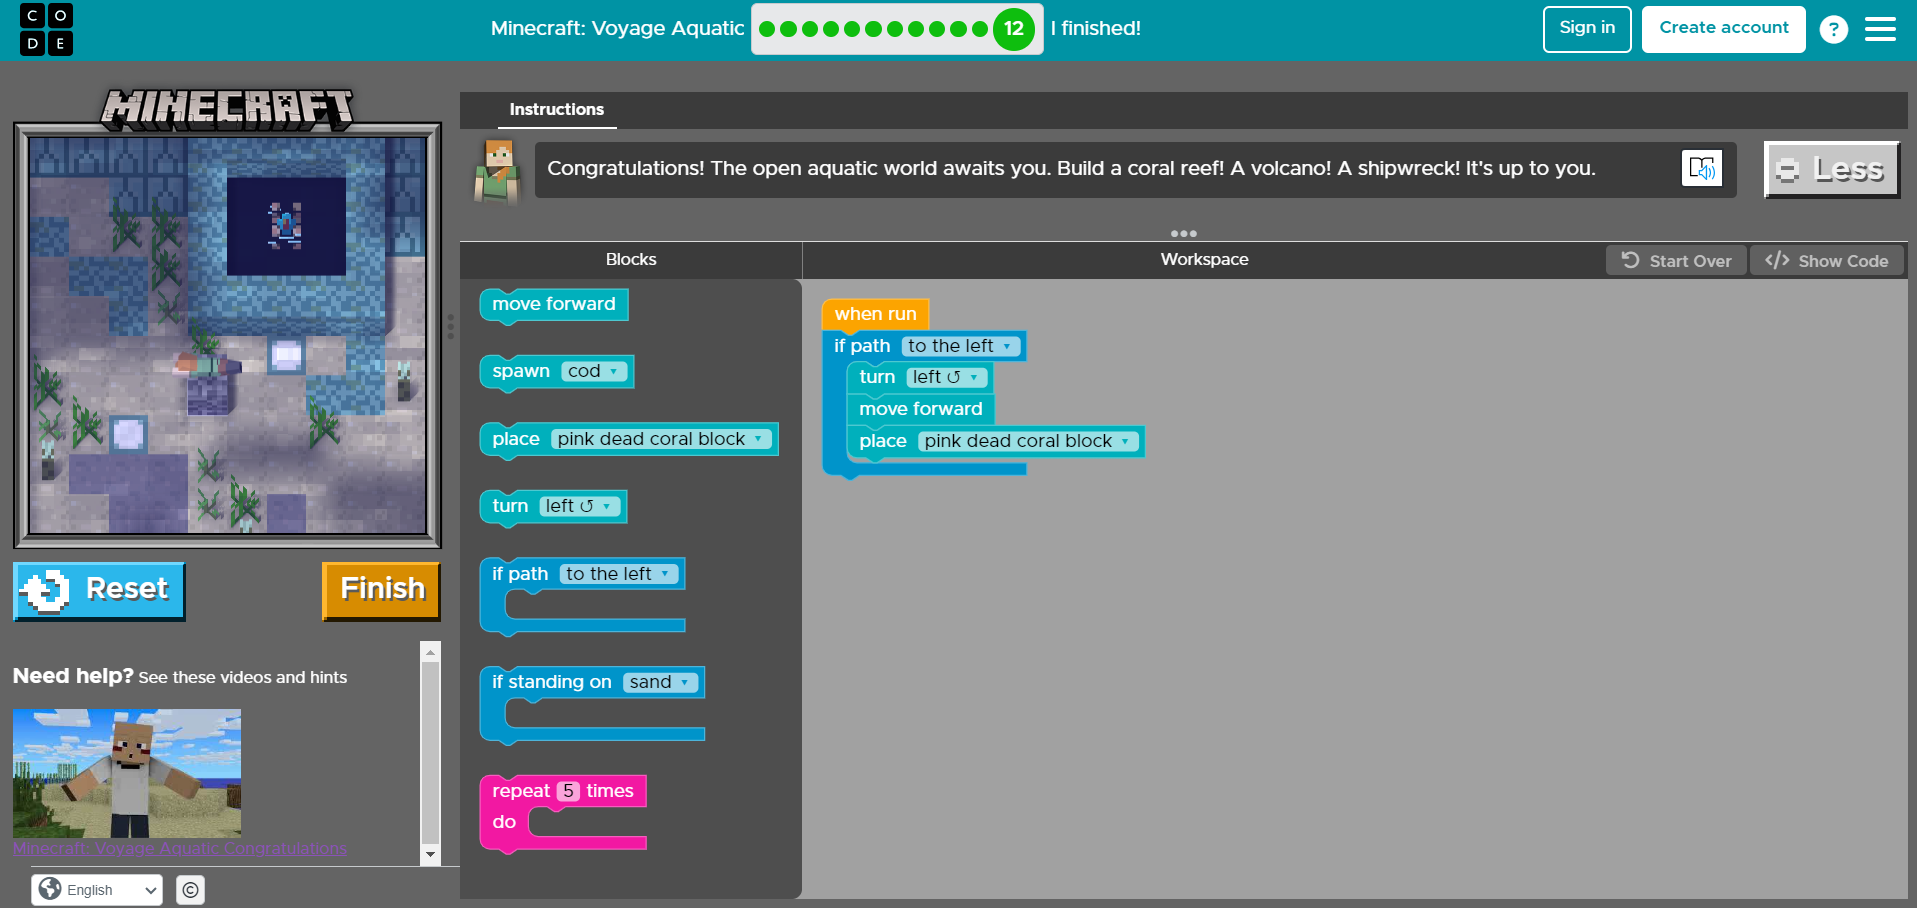 C O
D E
Minecraft: Voyage Aquatic
12
I finished!
Sign in
Create account
?
MINECRAFT
Instructions
Congratulations! The open aquatic world awaits you. Build a coral reef! A volcano! A shipwreck! It's up to you.
Less
Blocks
Workspace
Start Over
</> Show Code
move forward
spawn cod
place pink dead coral block
turn left ↺
if path to the left
if standing on sand
repeat 5 times
do
when run
if path to the left
turn left ↺
move forward
place pink dead coral block
Reset
Finish
Need help? See these videos and hints
Minecraft: Voyage Aquatic Congratulations
English
©